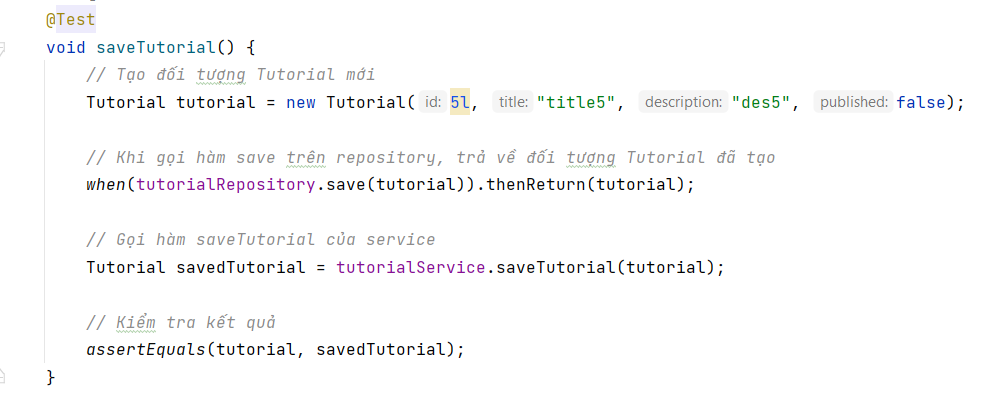 @Test
void saveTutorial() {
// Tạo đối tượng Tutorial mới
Tutorial tutorial = new Tutorial( id: 5l, title: "title5", description: "des5", published: false);
// Khi gọi hàm save trên repository, trả về đối tượng Tutorial đã tạo
when(tutorialRepository.save(tutorial)).thenReturn(tutorial);
// Gọi hàm saveTutorial của service
Tutorial savedTutorial = tutorialService.saveTutorial(tutorial);
// Kiểm tra kết quả
assertEquals(tutorial, savedTutorial);
}